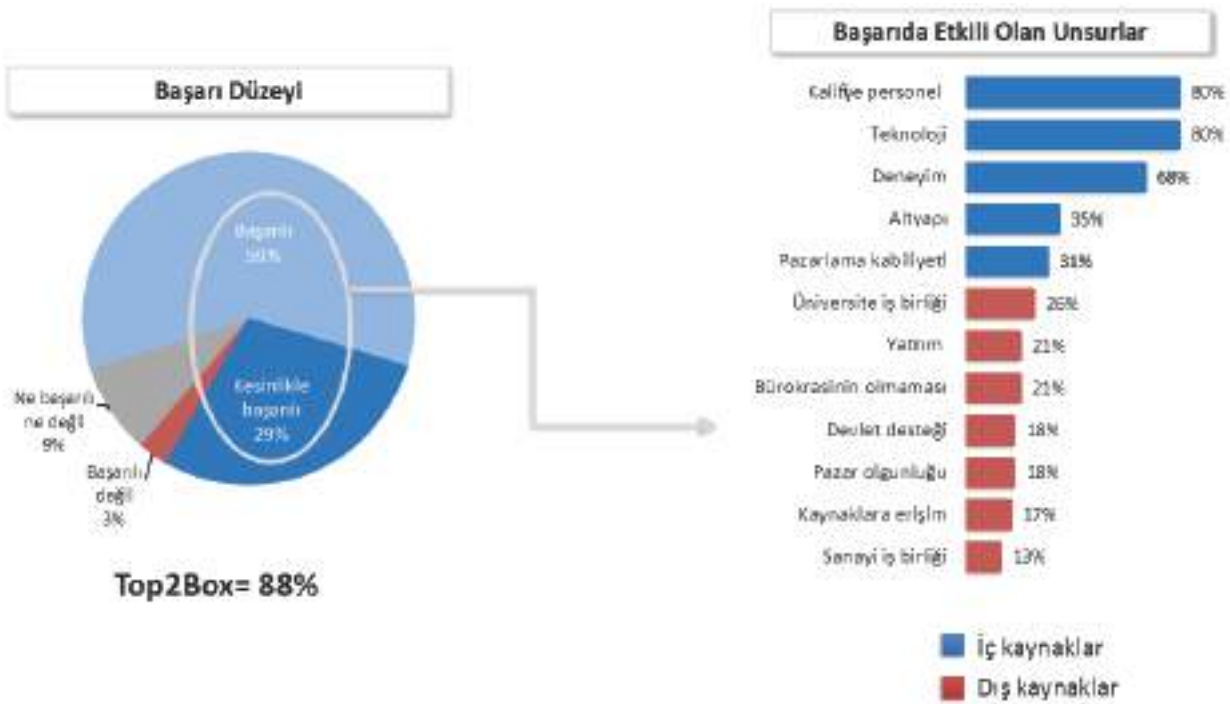 Başarı Düzeyi
Başarılı
59%
Kesinlikle
başarılı
29%
Ne başarılı
ne değil
9%
Başarılı
değil
3%
Top2Box= 88%
Başarıda Etkili Olan Unsurlar
Kalifiye personel 80%
Teknoloji 80%
Deneyim 68%
Altyapı 35%
Pazarlama kabiliyeti 31%
Üniversite iş birliği 26%
Yatırım 21%
Bürokrasinin olmaması 21%
Devlet desteği 18%
Pazar olgunluğu 18%
Kaynaklara erişim 17%
Sanayi iş birliği 13%
İç kaynaklar
Dış kaynaklar